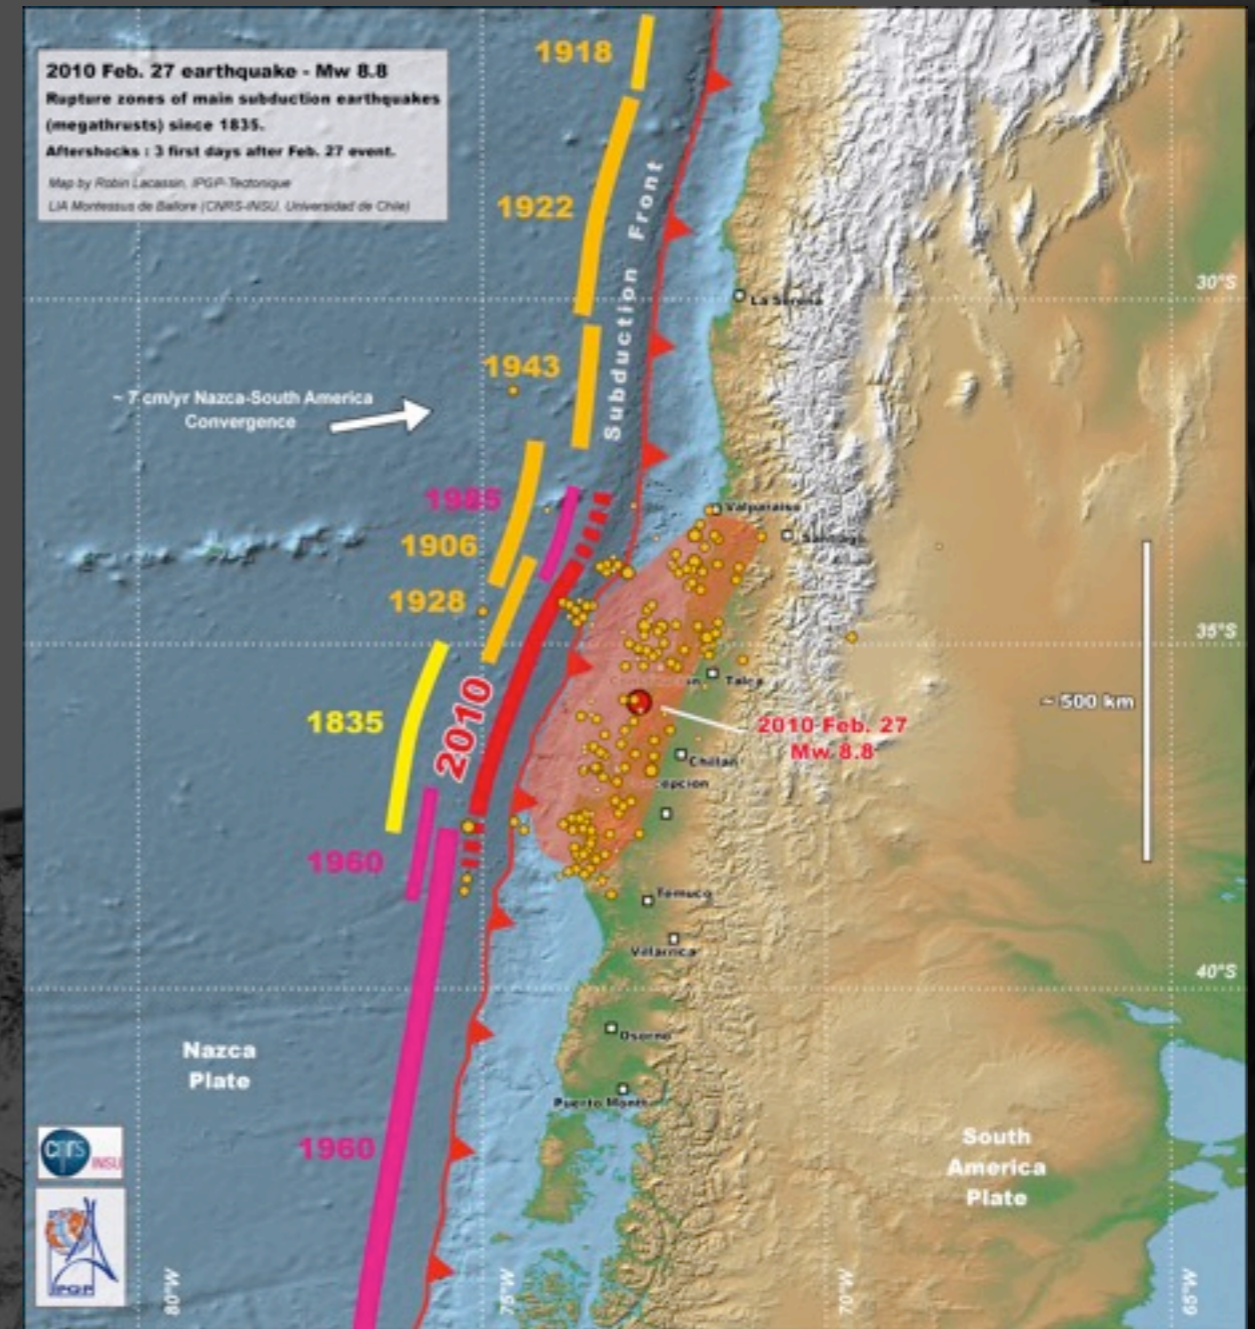 2010 Feb. 27 earthquake - Mw 8.8
Rupture zones of main subduction earthquakes
(megathrusts) since 1835.
Aftershocks : 3 first days after Feb. 27 event.
Map by Robin Lacassin, IPGP-Tectonique
LIA Montessus de Ballore (CNRS-INSU, Universidad de Chile)
1918
1922
Subduction Front
30°S
La Serena
1943
~ 7 cm/yr Nazca-South America
Convergence
1985
Valparaiso
Santiago
1906
1928
35°S
Talca
~ 500 km
1835
2010
2010 Feb. 27
Mw 8.8
Chillan
cepcion
1960
Temuco
Villarrica
40°S
Osorno
Nazca
Plate
Puerto Montt
1960
South
America
Plate
cnrs
INSU
IPGP
80°W
75°W
70°W
65°W